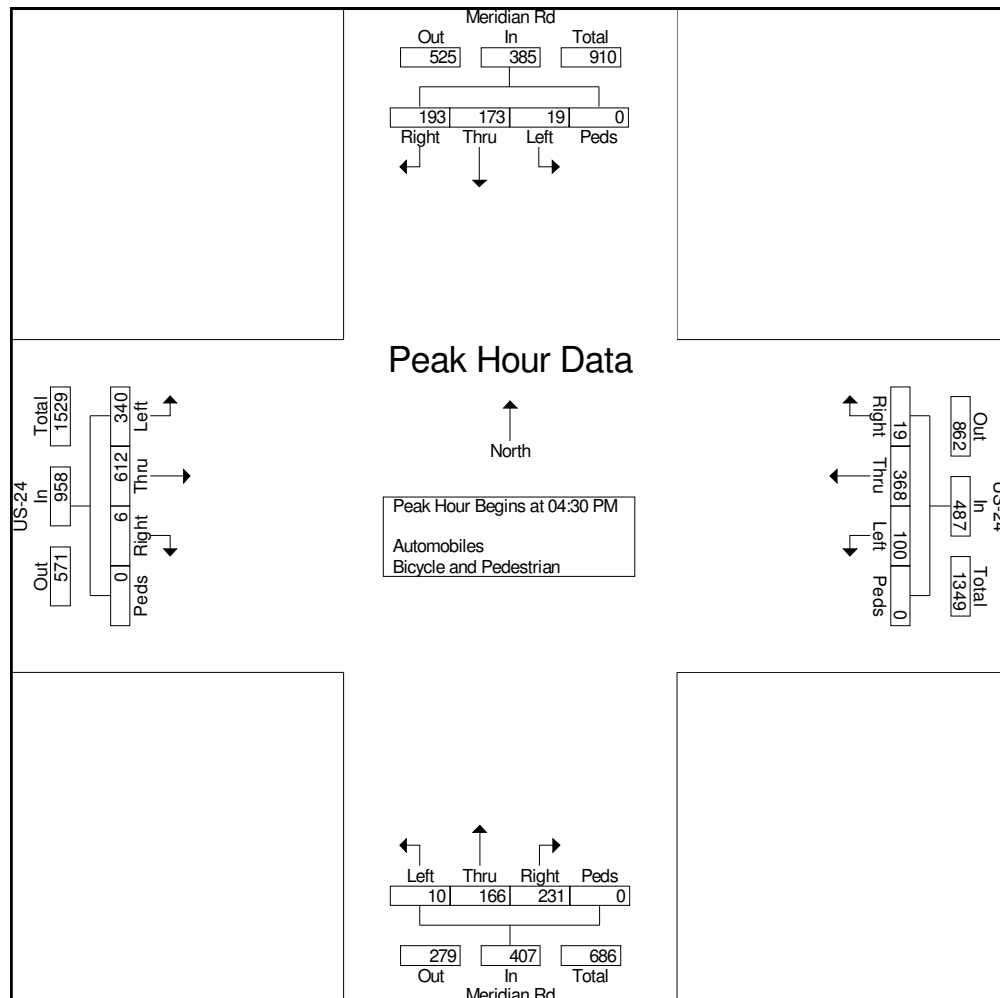 Meridian Rd
Out In Total
525 385 910
193 173 19 0
Right Thru Left Peds
Peak Hour Data
North
Peak Hour Begins at 04:30 PM
Automobiles
Bicycle and Pedestrian
US-24
Out In Total
571 958 1529
340 612 6 0
Left Thru Right Peds
US-24
Out In Total
862 487 1349
19 368 100 0
Right Thru Left Peds
Left Thru Right Peds
10 166 231 0
279 407 686
Out In Total
Meridian Rd